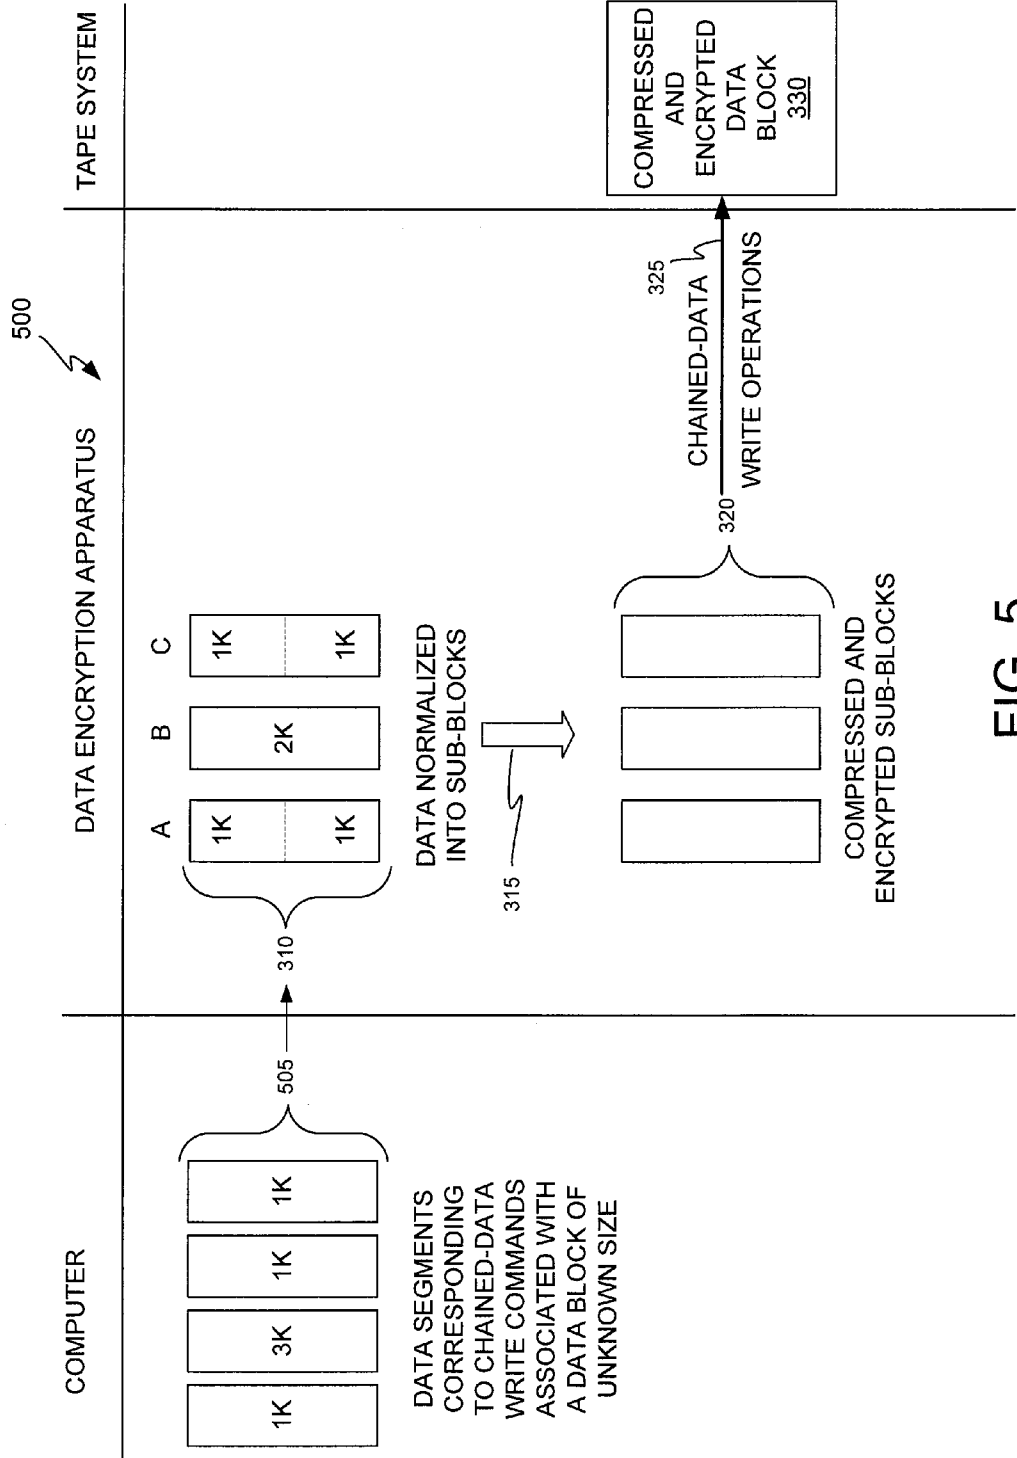 500
COMPUTER
DATA ENCRYPTION APPARATUS
TAPE SYSTEM
A
B
C
1K
3K
1K
1K
505
310
1K
1K
2K
1K
1K
DATA SEGMENTS
CORRESPONDING
TO CHAINED-DATA
WRITE COMMANDS
ASSOCIATED WITH
A DATA BLOCK OF
UNKNOWN SIZE
DATA NORMALIZED
INTO SUB-BLOCKS
315
COMPRESSED AND
ENCRYPTED SUB-BLOCKS
320
CHAINED-DATA
325
WRITE OPERATIONS
COMPRESSED
AND
ENCRYPTED
DATA
BLOCK
330
FIG. 5